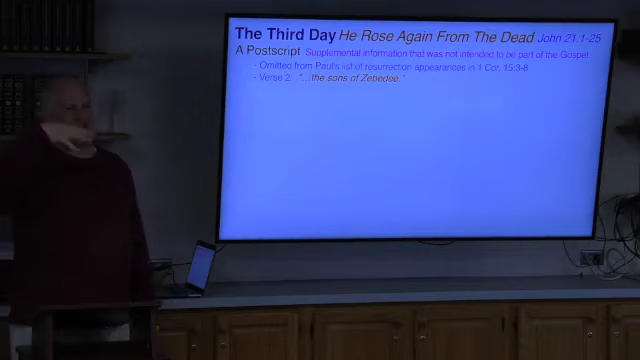 The Third Day He Rose Again From The Dead John 21:1-25
A Postscript Supplemental information that was not intended to be part of the Gospel
- Omitted from Paul's list of resurrection appearances in 1 Cor. 15:3-8
- Verse 2: "...the sons of Zebedee."